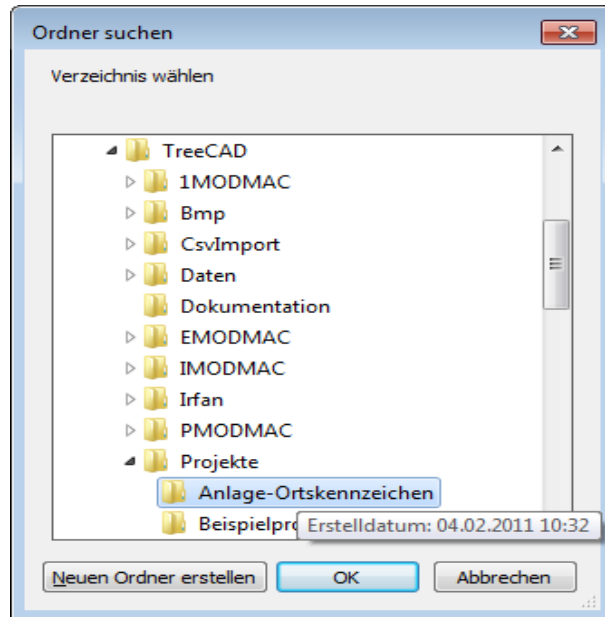 Ordner suchen
Verzeichnis wählen
TreeCAD
1MODMAC
Bmp
CsvImport
Daten
Dokumentation
EMODMAC
IMODMAC
Irfan
PMODMAC
Projekte
Anlage-Ortskennzeichen
Beispielpro Erstelldatum: 04.02.2011 10:32
Neuen Ordner erstellen OK Abbrechen